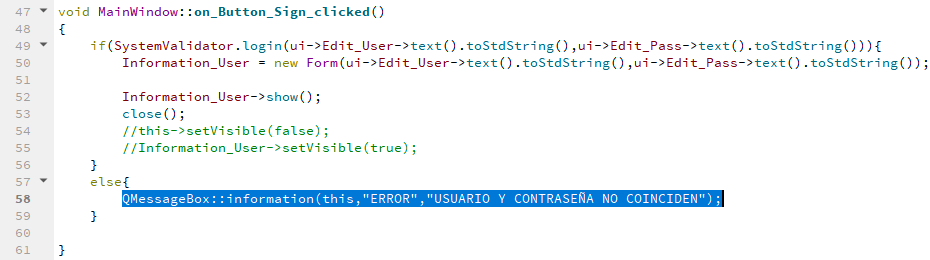 47 void MainWindow::on_Button_Sign_clicked()
48 {
49     if(SystemValidator.login(ui->Edit_User->text().toStdString(),ui->Edit_Pass->text().toStdString())){
50         Information_User = new Form(ui->Edit_User->text().toStdString(),ui->Edit_Pass->text().toStdString());
51
52         Information_User->show();
53         close();
54         //this->setVisible(false);
55         //Information_User->setVisible(true);
56     }
57     else{
58         QMessageBox::information(this,"ERROR","USUARIO Y CONTRASEÑA NO COINCIDEN");
59     }
60
61 }